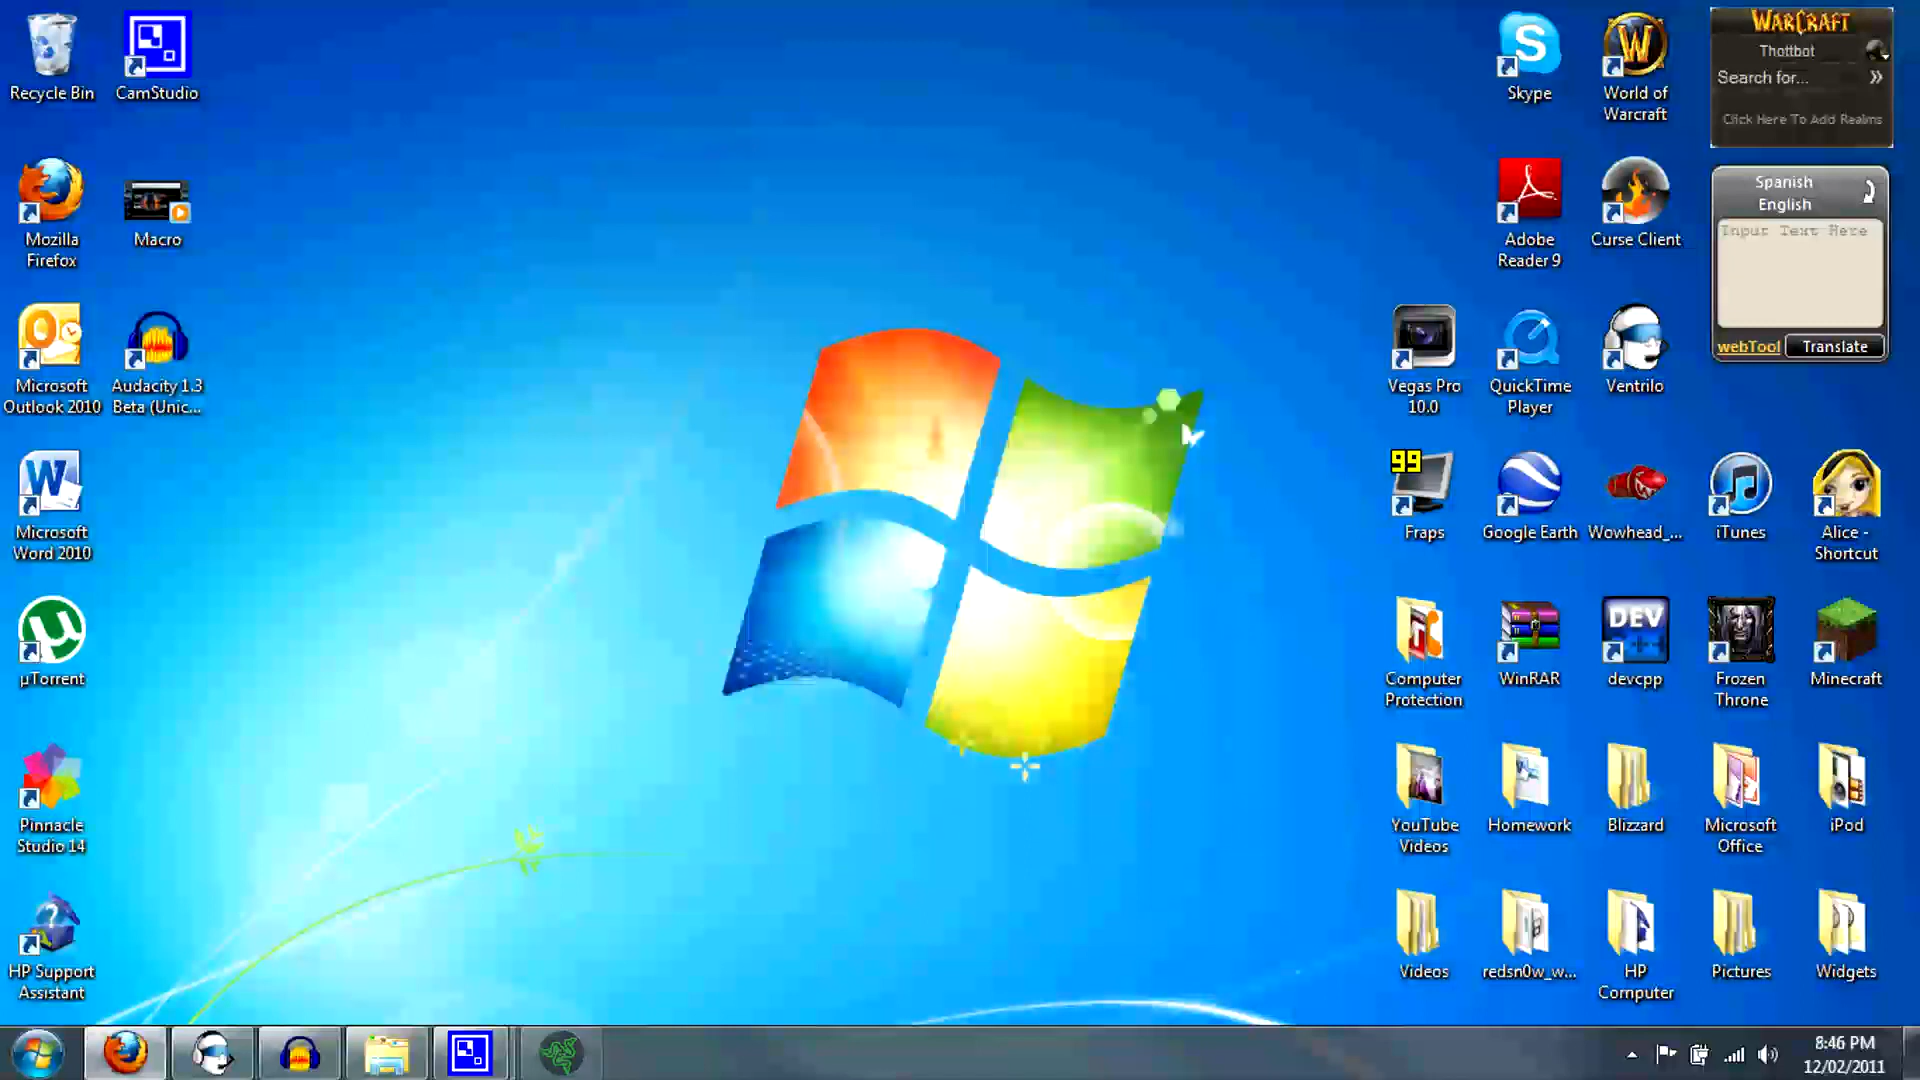 Recycle Bin
CamStudio
Mozilla
Firefox
Macro
Microsoft
Outlook 2010
Audacity 1.3
Beta (Unic...
Microsoft
Word 2010
µTorrent
Pinnacle
Studio 14
HP Support
Assistant
Skype
World of
Warcraft
Adobe
Reader 9
Curse Client
Vegas Pro
10.0
QuickTime
Player
Ventrilo
99
Fraps
Google Earth
Wowhead_...
iTunes
Alice -
Shortcut
Computer
Protection
WinRAR
DEV
devcpp
Frozen
Throne
Minecraft
YouTube
Videos
Homework
Blizzard
Microsoft
Office
iPod
Videos
redsn0w_w...
HP
Computer
Pictures
Widgets
WARCRAFT
Thottbot
Search for...
Click Here To Add Realms
Spanish
English
Input Text Here
webTool
Translate
8:46 PM
12/02/2011